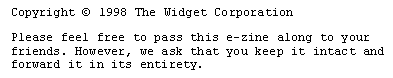 Copyright © 1998 The Widget Corporation
Please feel free to pass this e-zine along to your
friends. However, we ask that you keep it intact and
forward it in its entirety.